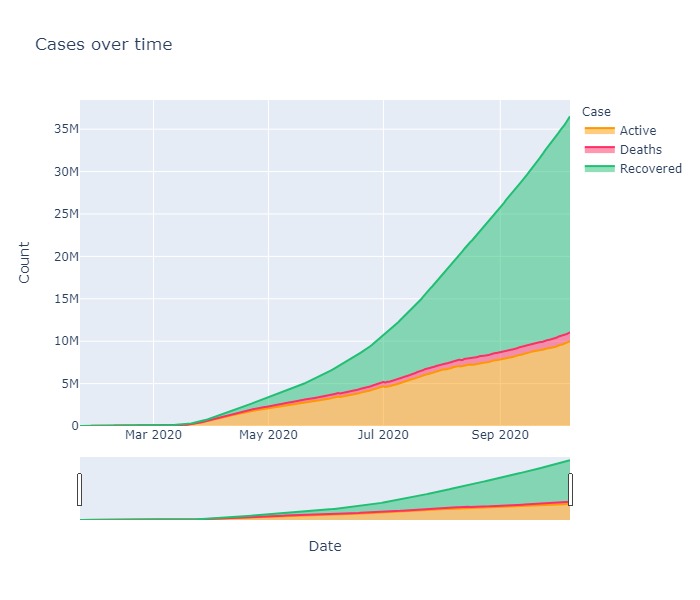 Cases over time
Case
Active
Deaths
Recovered
Count
35M
30M
25M
20M
15M
10M
5M
0
Mar 2020 May 2020 Jul 2020 Sep 2020
Date